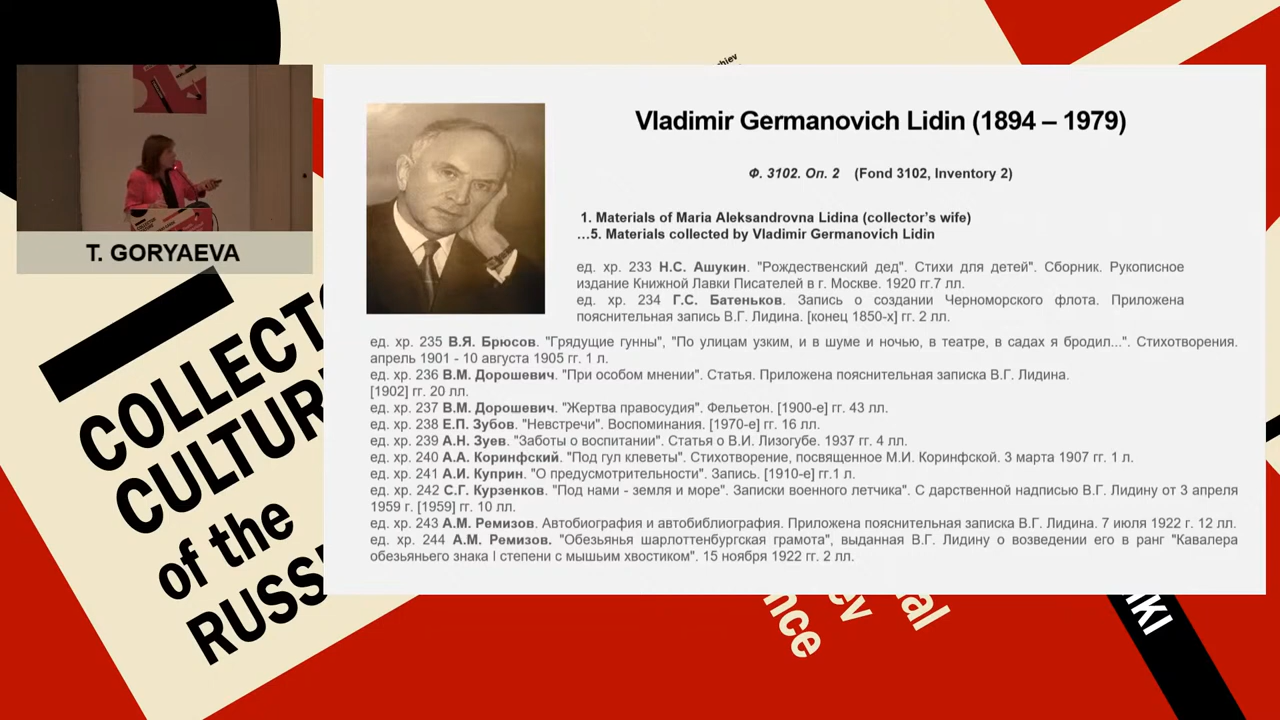 T. GORYAEVA
COLLECT
CULTUR
of the
RUSS
Vladimir Germanovich Lidin (1894 – 1979)
Ф. 3102. Оп. 2 (Fond 3102, Inventory 2)
1. Materials of Maria Aleksandrovna Lidina (collector's wife)
...5. Materials collected by Vladimir Germanovich Lidin
ед. хр. 233 Н.С. Ашукин. "Рождественский дед". Стихи для детей". Сборник. Рукописное
издание Книжной Лавки Писателей в г. Москве. 1920 гг.7 лл.
ед. хр. 234 Г.С. Батеньков. Запись о создании Черноморского флота. Приложена
пояснительная запись В.Г. Лидина. [конец 1850-х] гг. 2 лл.
ед. хр. 235 В.Я. Брюсов. "Грядущие гунны", "По улицам узким, и в шуме и ночью, в театре, в садах я бродил...". Стихотворения.
апрель 1901 - 10 августа 1905 гг. 1 л.
ед. хр. 236 В.М. Дорошевич. "При особом мнении". Статья. Приложена пояснительная записка В.Г. Лидина.
[1902] гг. 20 лл.
ед. хр. 237 В.М. Дорошевич. "Жертва правосудия". Фельетон. [1900-е] гг. 43 лл.
ед. хр. 238 Е.П. Зубов. "Невстречи". Воспоминания. [1970-е] гг. 16 лл.
ед. хр. 239 А.Н. Зуев. "Заботы о воспитании". Статья о В.И. Лизогубе. 1937 гг. 4 лл.
ед. хр. 240 А.А. Коринфский. "Под гул клеветы". Стихотворение, посвященное М.И. Коринфской. 3 марта 1907 гг. 1 л.
ед. хр. 241 А.И. Куприн. "О предусмотрительности". Запись. [1910-е] гг.1 л.
ед. хр. 242 С.Г. Курзенков. "Под нами - земля и море". Записки военного летчика". С дарственной надписью В.Г. Лидину от 3 апреля
1959 г. [1959] гг. 10 лл.
ед. хр. 243 А.М. Ремизов. Автобиография и автобиблиография. Приложена пояснительная записка В.Г. Лидина. 7 июля 1922 г. 12 лл.
ед. хр. 244 А.М. Ремизов. "Обезьянья шарлоттенбургская грамота", выданная В.Г. Лидину о возведении его в ранг "Кавалера
обезьяньего знака I степени с мышьим хвостиком". 15 ноября 1922 гг. 2 лл.